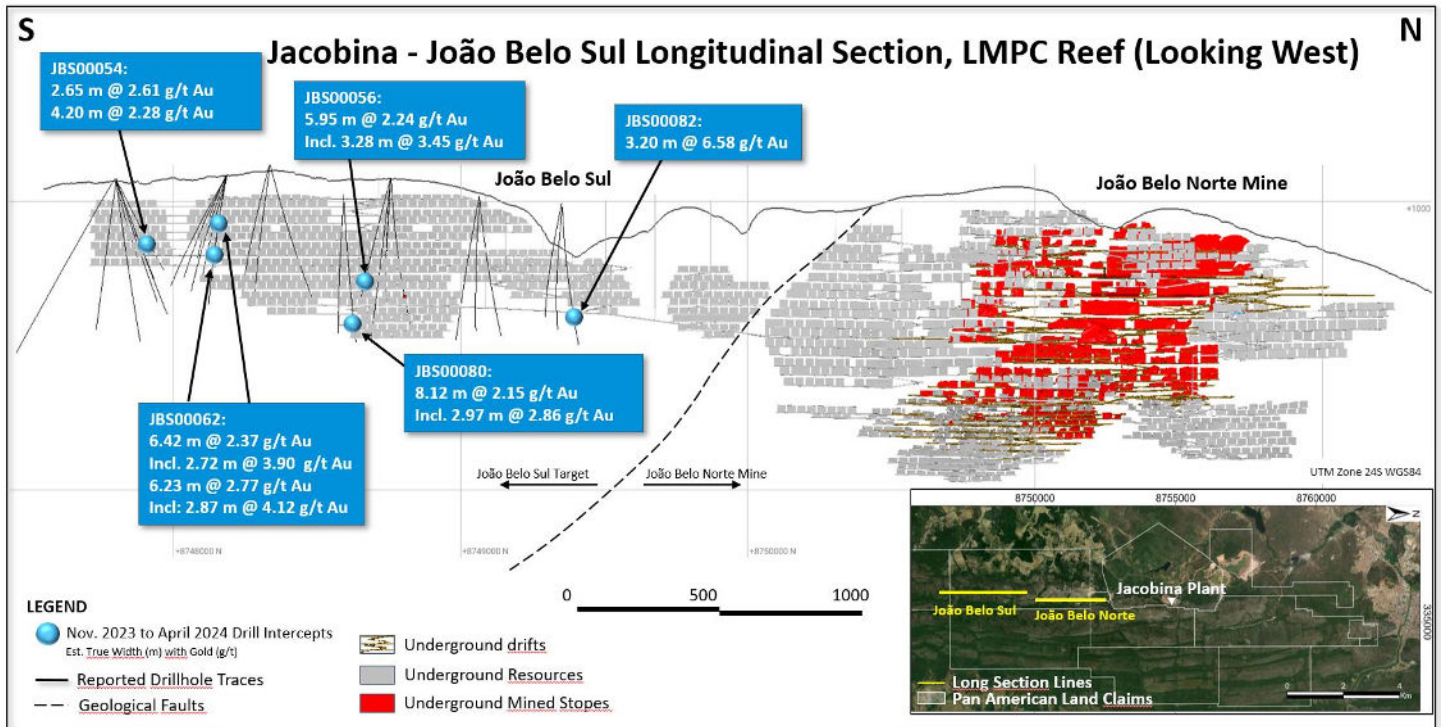 S
N
Jacobina - João Belo Sul Longitudinal Section, LMPC Reef (Looking West)
JBS00054:
2.65 m @ 2.61 g/t Au
4.20 m @ 2.28 g/t Au
JBS00056:
5.95 m @ 2.24 g/t Au
Incl. 3.28 m @ 3.45 g/t Au
JBS00082:
3.20 m @ 6.58 g/t Au
João Belo Sul
João Belo Norte Mine
+1000
JBS00080:
8.12 m @ 2.15 g/t Au
Incl. 2.97 m @ 2.86 g/t Au
JBS00062:
6.42 m @ 2.37 g/t Au
Incl. 2.72 m @ 3.90 g/t Au
6.23 m @ 2.77 g/t Au
Incl: 2.87 m @ 4.12 g/t Au
João Belo Sul Target
João Belo Norte Mine
UTM Zone 24S WGS84
+8748000 N
+8749000 N
+8750000 N
0 500 1000
LEGEND
Nov. 2023 to April 2024 Drill Intercepts
Est. True Width (m) with Gold (g/t)
Reported Drillhole Traces
Geological Faults
Underground drifts
Underground Resources
Underground Mined Stopes
8750000 8755000 8760000
Z
Jacobina Plant
João Belo Sul
João Belo Norte
335000
Long Section Lines
Pan American Land Claims
0 2 4
Km